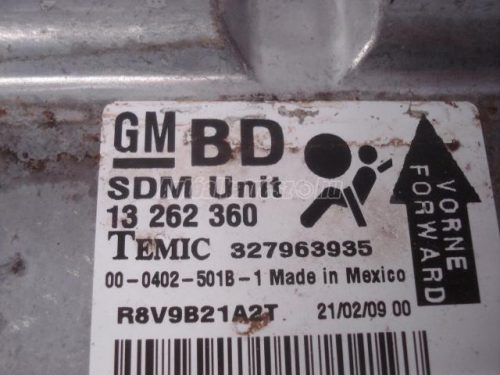 GM BD
SDM Unit
13 262 360
TEMIC 327963935
00-0402-501B-1 Made in Mexico
R8V9B21A2T 21/02/09 00
VORNE
FORWARD